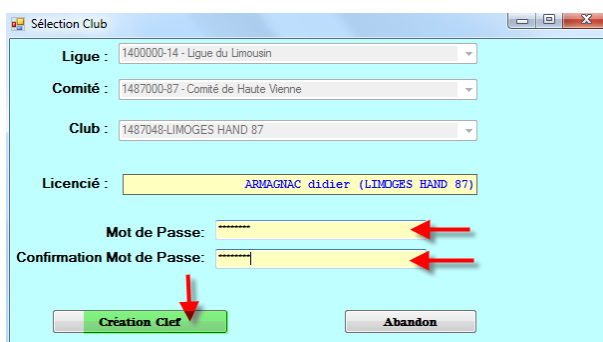 Sélection Club
Ligue : 1400000-14 - Ligue du Limousin
Comité : 1487000-87 - Comité de Haute Vienne
Club : 1487048-LIMOGES HAND 87
Licencié : ARMAGNAC didier (LIMOGES HAND 87)
Mot de Passe: ********
Confirmation Mot de Passe: ********
Création Clef Abandon